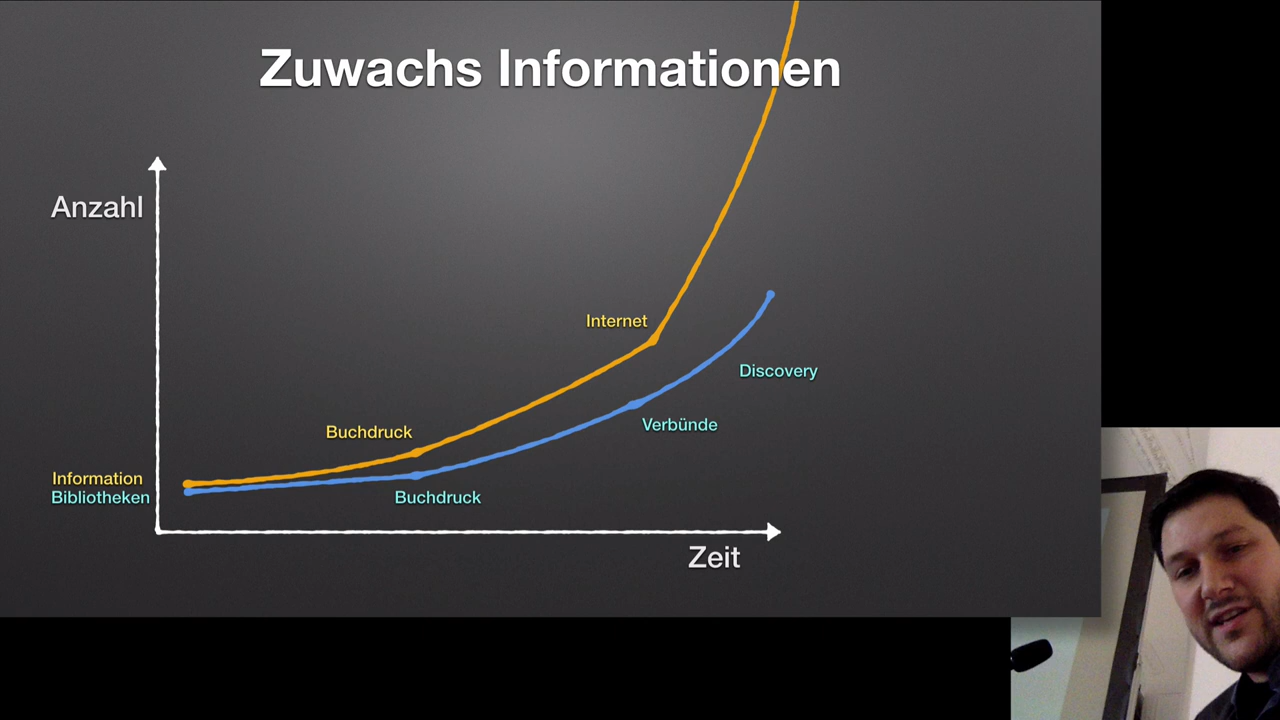 Zuwachs Informationen
Anzahl
Internet
Discovery
Verbünde
Buchdruck
Information
Bibliotheken
Buchdruck
Zeit